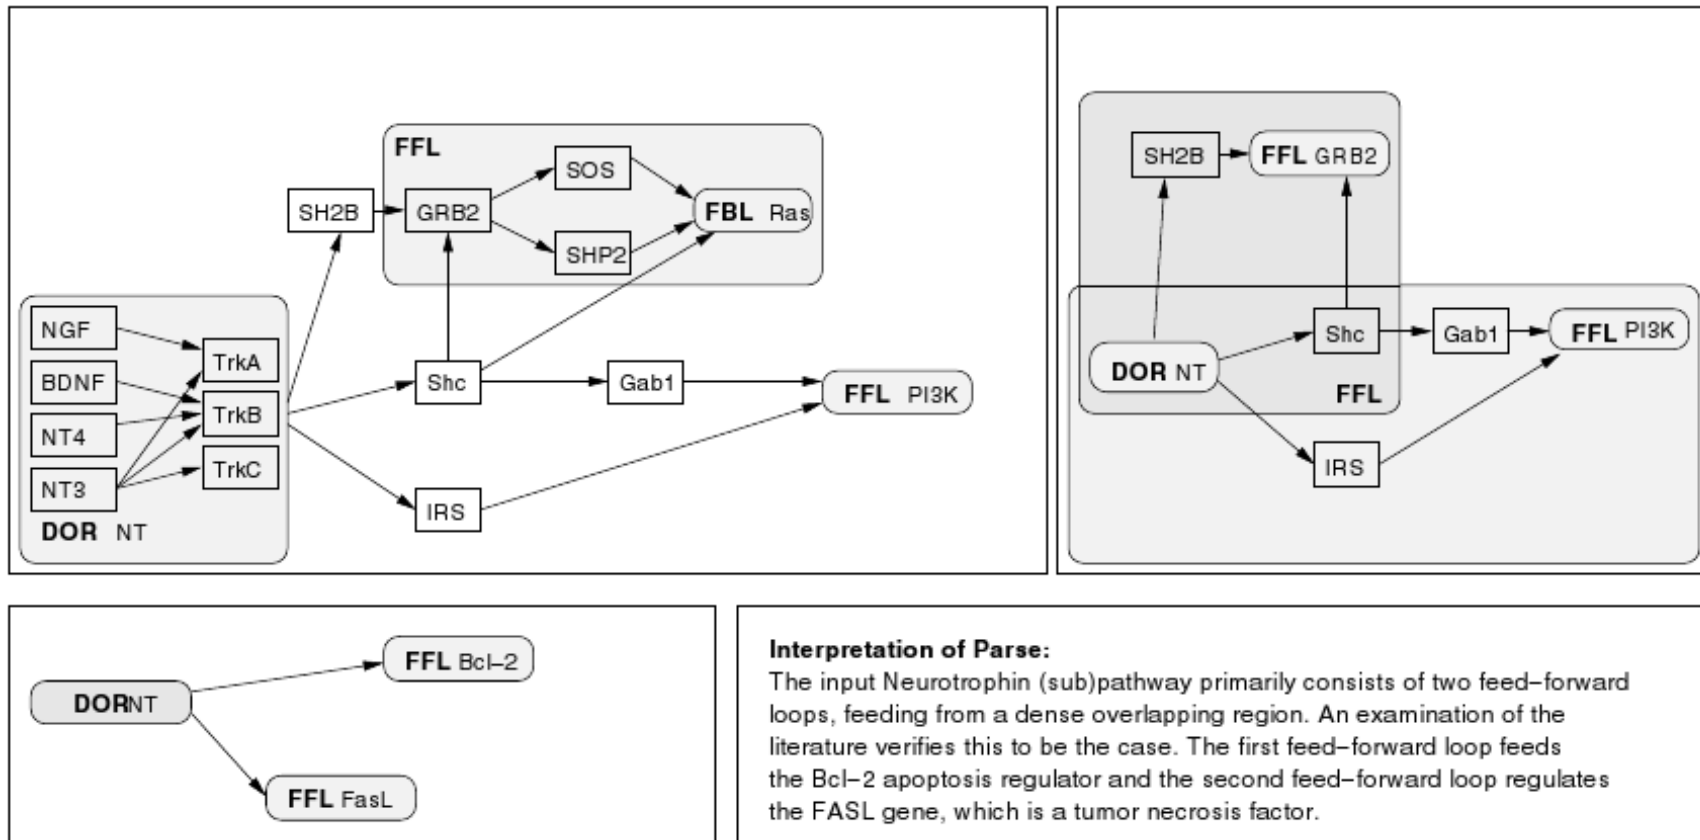 FFL
SOS
SH2B
GRB2
FBL Ras
SHP2
NGF
TrkA
BDNF
TrkB
NT4
TrkC
NT3
DOR NT
Shc
Gab1
FFL PI3K
IRS
SH2B
FFL GRB2
Shc
Gab1
FFL PI3K
DOR NT
FFL
IRS
FFL Bcl–2
DORNT
FFL FasL
Interpretation of Parse:
The input Neurotrophin (sub)pathway primarily consists of two feed–forward
loops, feeding from a dense overlapping region. An examination of the
literature verifies this to be the case. The first feed–forward loop feeds
the Bcl–2 apoptosis regulator and the second feed–forward loop regulates
the FASL gene, which is a tumor necrosis factor.